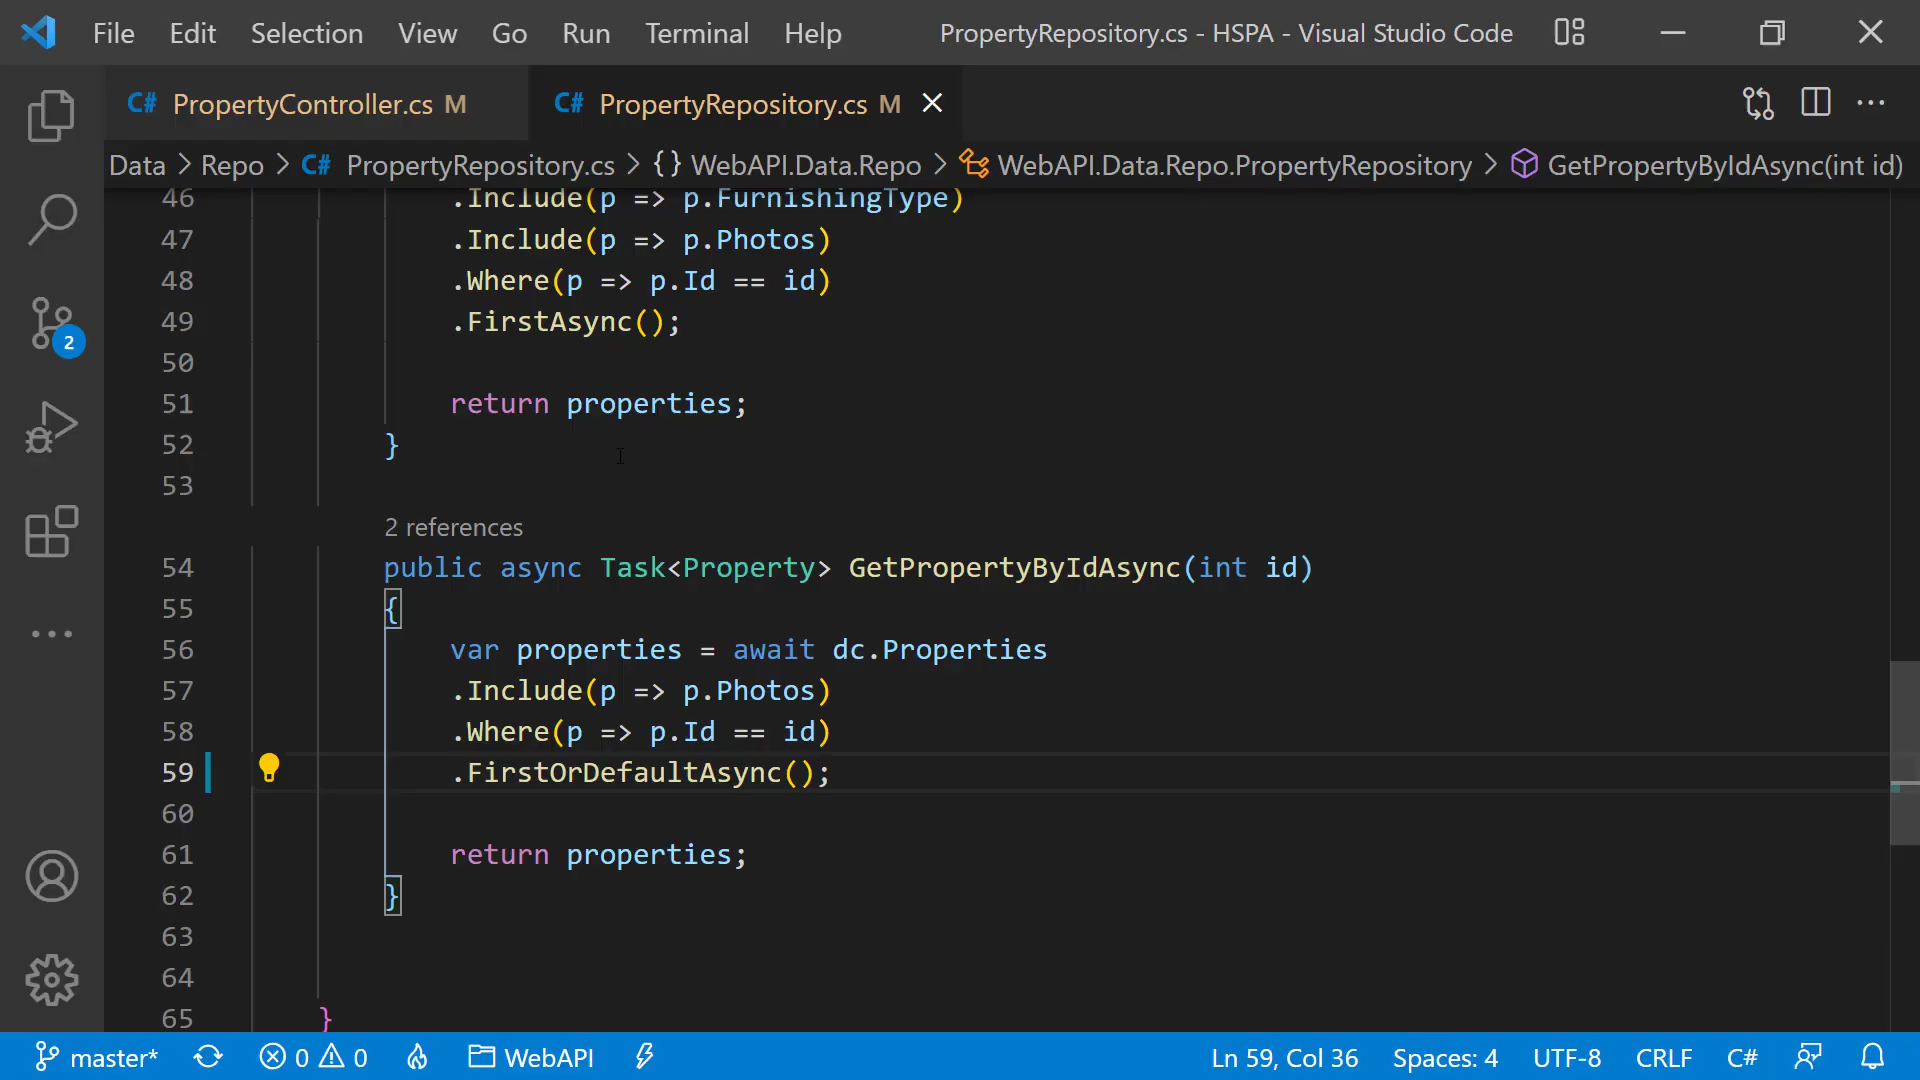 File Edit Selection View Go Run Terminal Help PropertyRepository.cs - HSPA - Visual Studio Code
C# PropertyController.cs M C# PropertyRepository.cs M
Data > Repo > C# PropertyRepository.cs > {} WebAPI.Data.Repo > WebAPI.Data.Repo.PropertyRepository > GetPropertyByIdAsync(int id)
46 .Include(p => p.FurnishingType)
47 .Include(p => p.Photos)
48 .Where(p => p.Id == id)
49 .FirstAsync();
50
51 return properties;
52 }
53
2 references
54 public async Task<Property> GetPropertyByIdAsync(int id)
55 {
56 var properties = await dc.Properties
57 .Include(p => p.Photos)
58 .Where(p => p.Id == id)
59 .FirstOrDefaultAsync();
60
61 return properties;
62 }
63
64
65 }
2
master* 0 0 WebAPI Ln 59, Col 36 Spaces: 4 UTF-8 CRLF C#